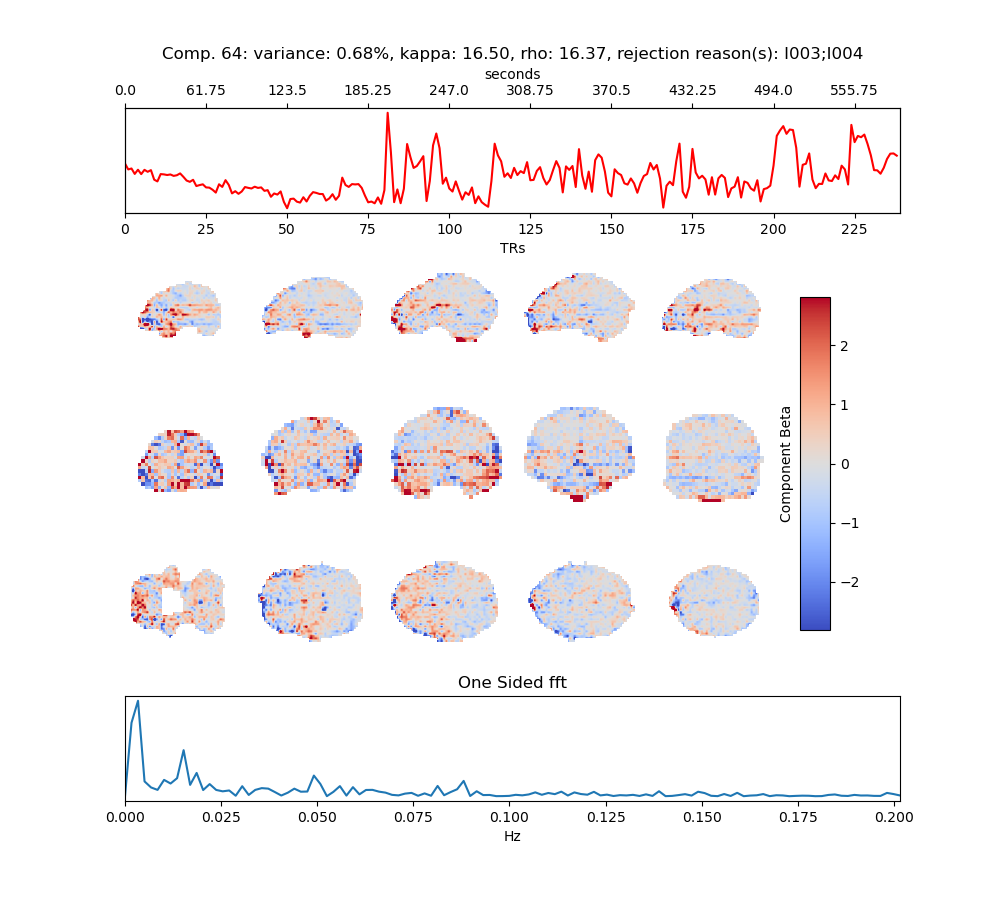 Comp. 64: variance: 0.68%, kappa: 16.50, rho: 16.37, rejection reason(s): I003;I004
seconds
0.0 61.75 123.5 185.25 247.0 308.75 370.5 432.25 494.0 555.75
0 25 50 75 100 125 150 175 200 225
TRs
2
1
0
−1
−2
Component Beta
One Sided fft
0.000 0.025 0.050 0.075 0.100 0.125 0.150 0.175 0.200
Hz